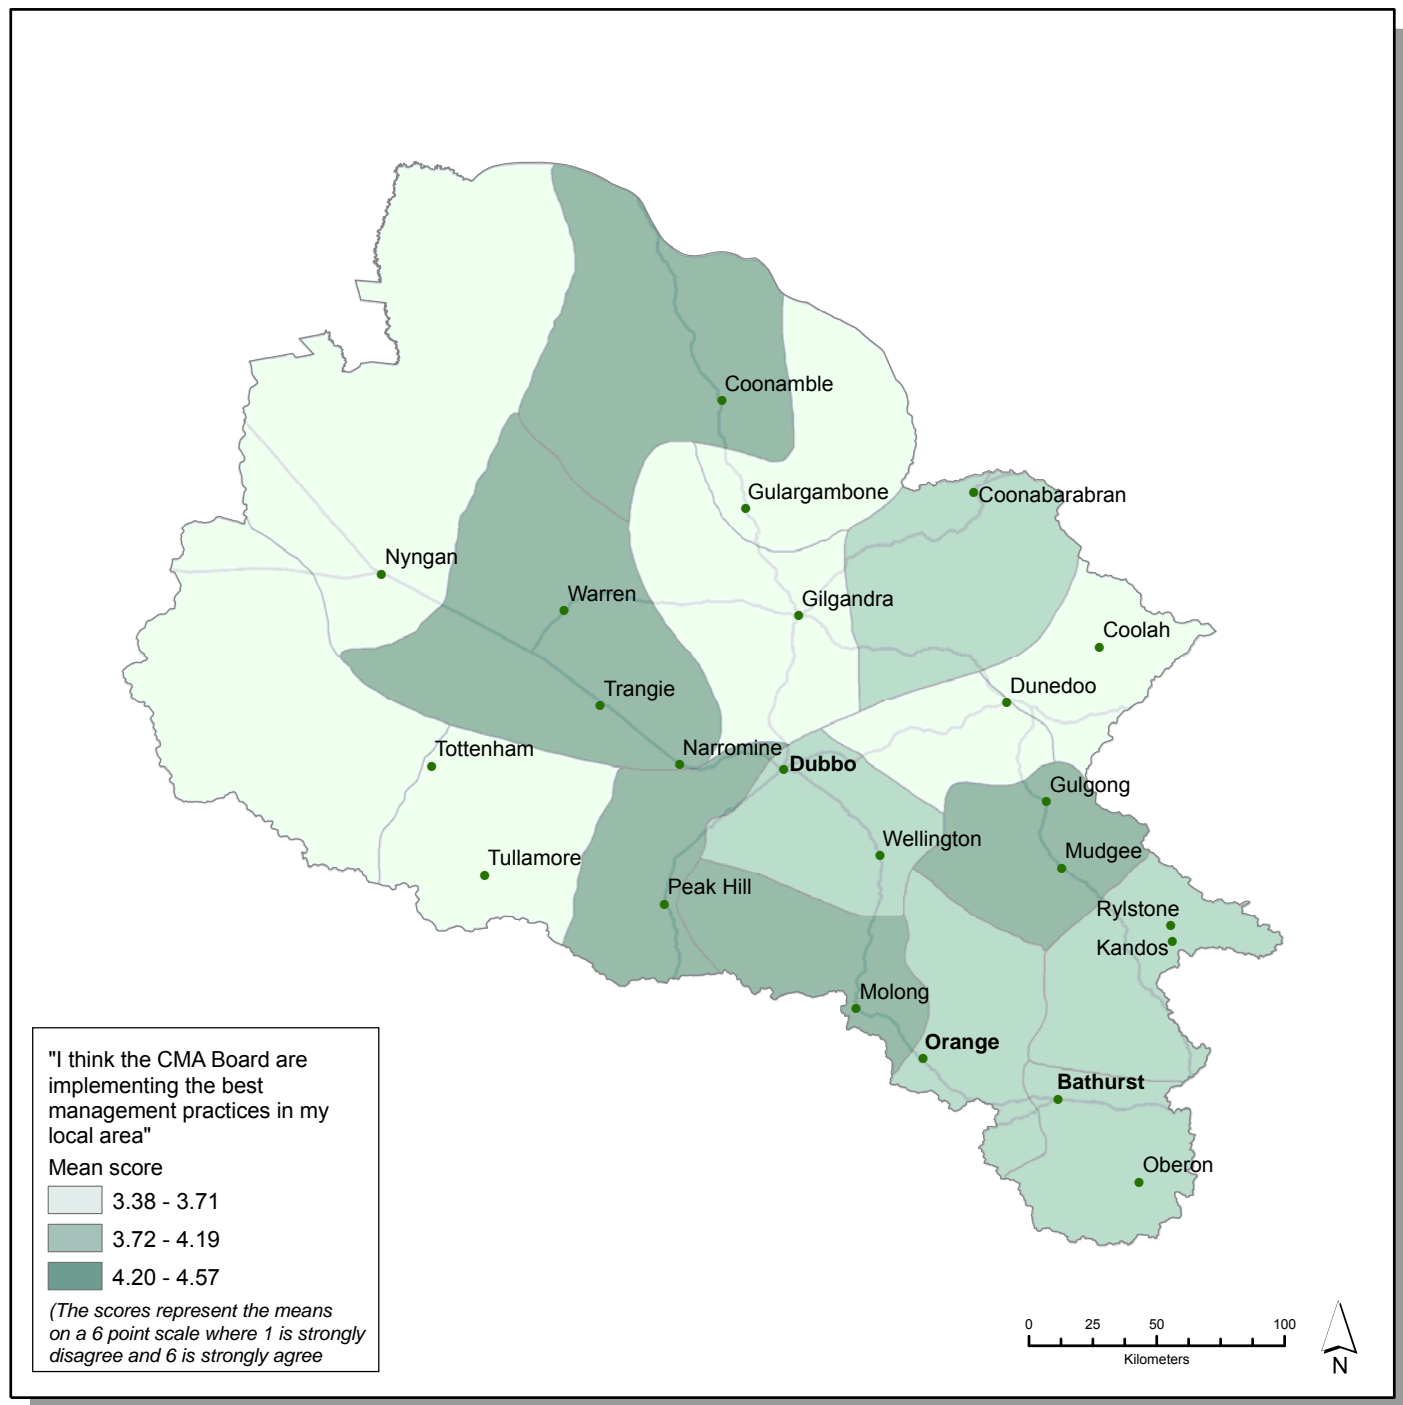 Coonamble
Gulargambone
Coonabarabran
Nyngan
Warren
Gilgandra
Coolah
Trangie
Dunedoo
Tottenham
Narromine
Dubbo
Gulgong
Wellington
Mudgee
Tullamore
Peak Hill
Rylstone
Kandos
Molong
Orange
Bathurst
Oberon
"I think the CMA Board are
implementing the best
management practices in my
local area"
Mean score
3.38 - 3.71
3.72 - 4.19
4.20 - 4.57
(The scores represent the means
on a 6 point scale where 1 is strongly
disagree and 6 is strongly agree
0 25 50 100
Kilometers
N